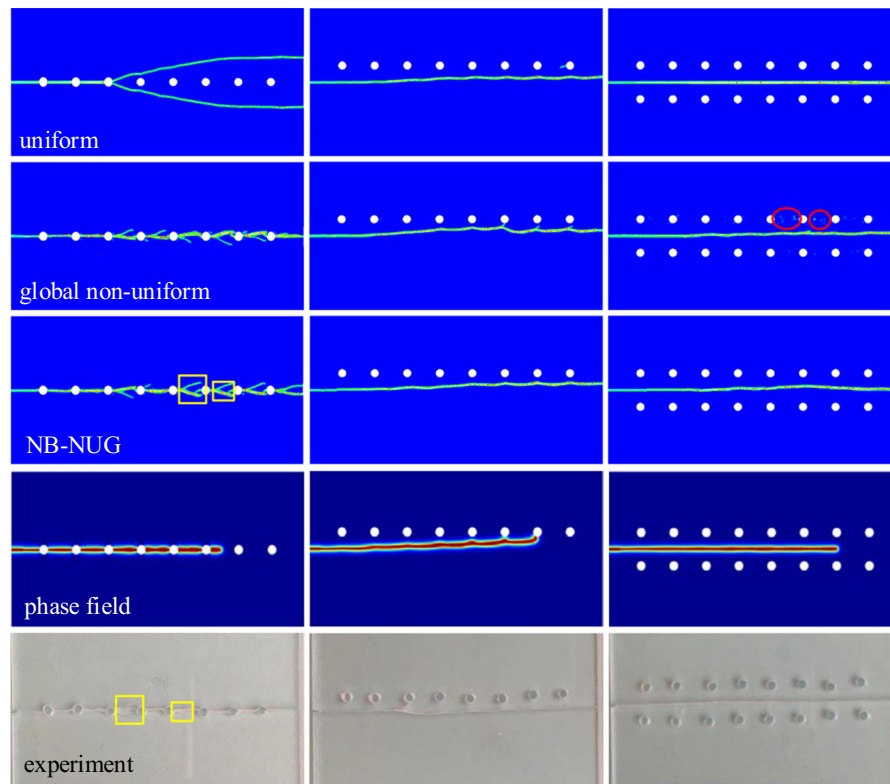 uniform
global non-uniform
NB-NUG
phase field
experiment